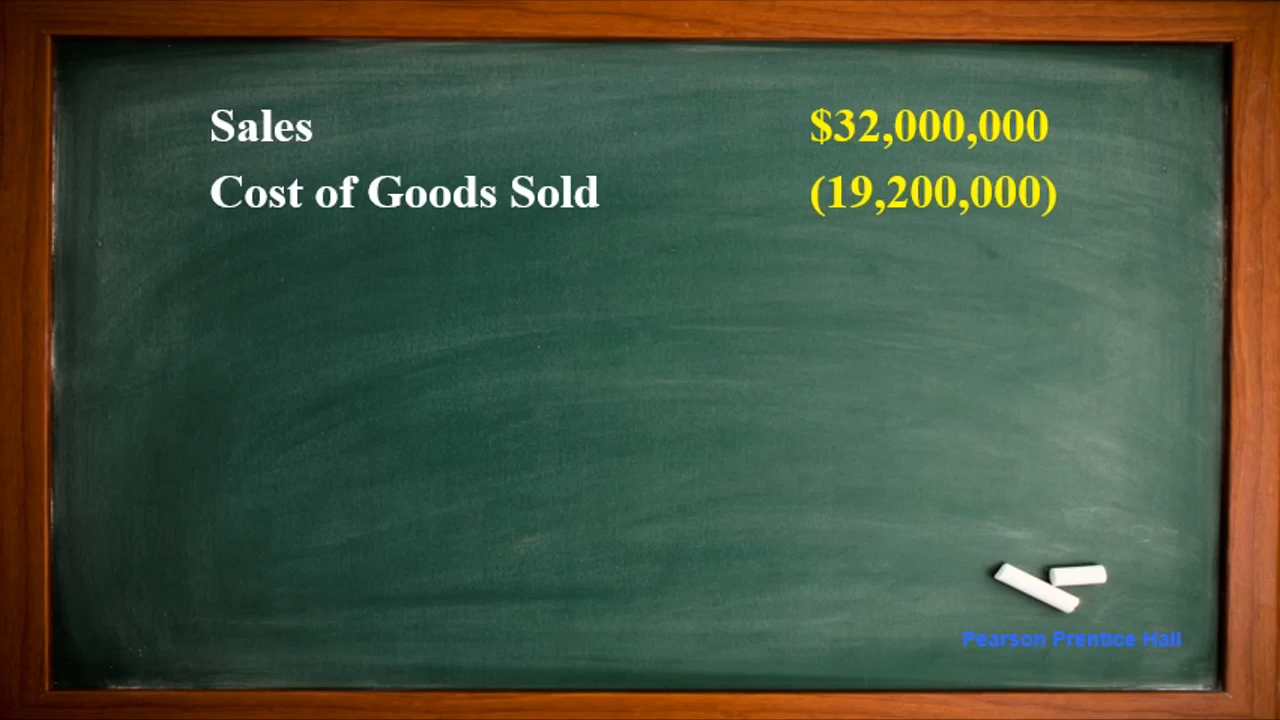 Sales $32,000,000
Cost of Goods Sold (19,200,000)
Pearson Prentice Hall